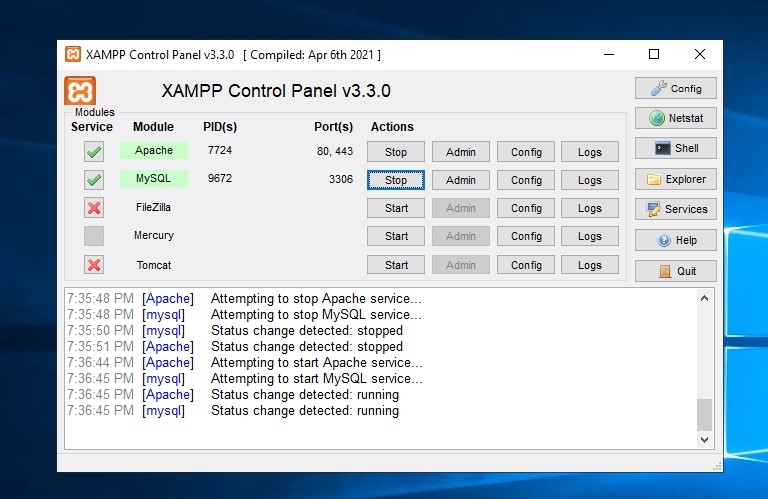 XAMPP Control Panel v3.3.0 [ Compiled: Apr 6th 2021 ]
XAMPP Control Panel v3.3.0
Config
Modules
Service Module PID(s) Port(s) Actions
Netstat
Apache 7724 80, 443 Stop Admin Config Logs
Shell
MySQL 9672 3306 Stop Admin Config Logs
Explorer
FileZilla Start Admin Config Logs
Services
Mercury Start Admin Config Logs
Help
Tomcat Start Admin Config Logs
Quit
7:35:48 PM [Apache] Attempting to stop Apache service...
7:35:48 PM [mysql] Attempting to stop MySQL service...
7:35:50 PM [mysql] Status change detected: stopped
7:35:51 PM [Apache] Status change detected: stopped
7:36:44 PM [Apache] Attempting to start Apache service...
7:36:45 PM [mysql] Attempting to start MySQL service...
7:36:45 PM [Apache] Status change detected: running
7:36:45 PM [mysql] Status change detected: running